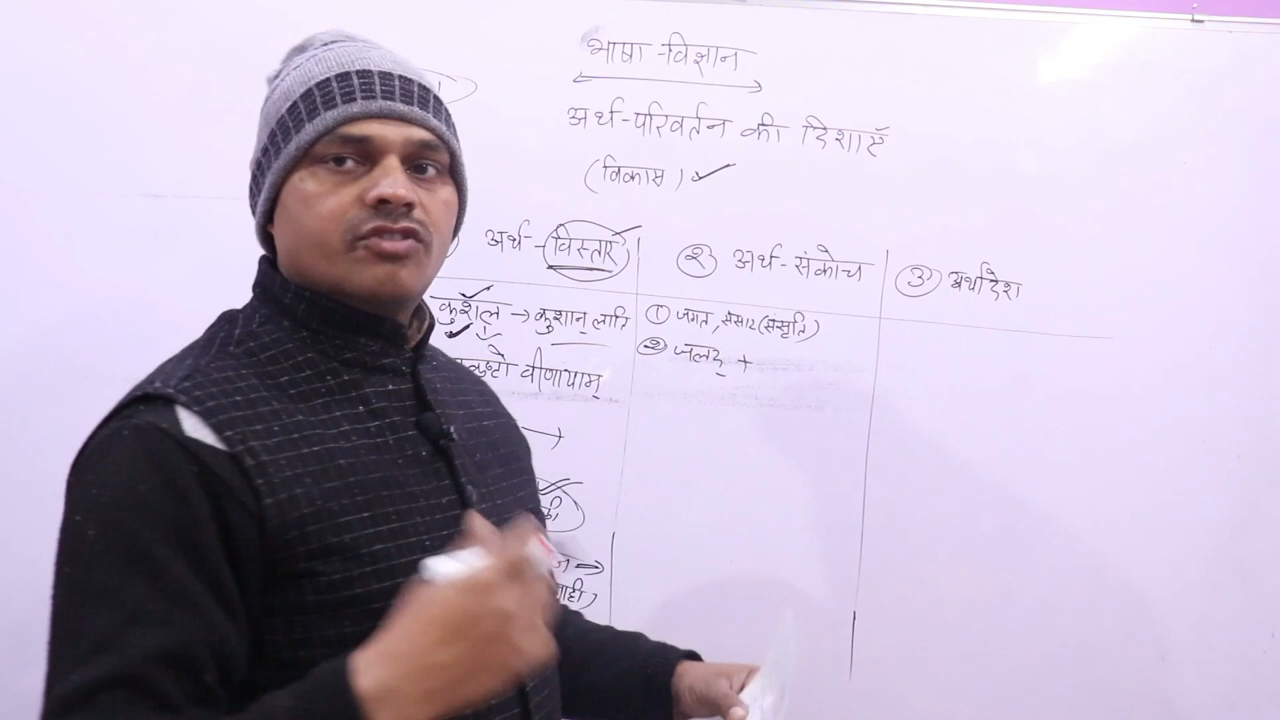 भाषा-विज्ञान
अर्थ-परिवर्तन की दिशाएँ
(विकास)
अर्थ-विस्तार
② अर्थ-संकोच
③ अर्थादेश
कुशल → कुशान् लाति
① जगत, संसार(संसृति)
वीणायाम्
② जलद् +